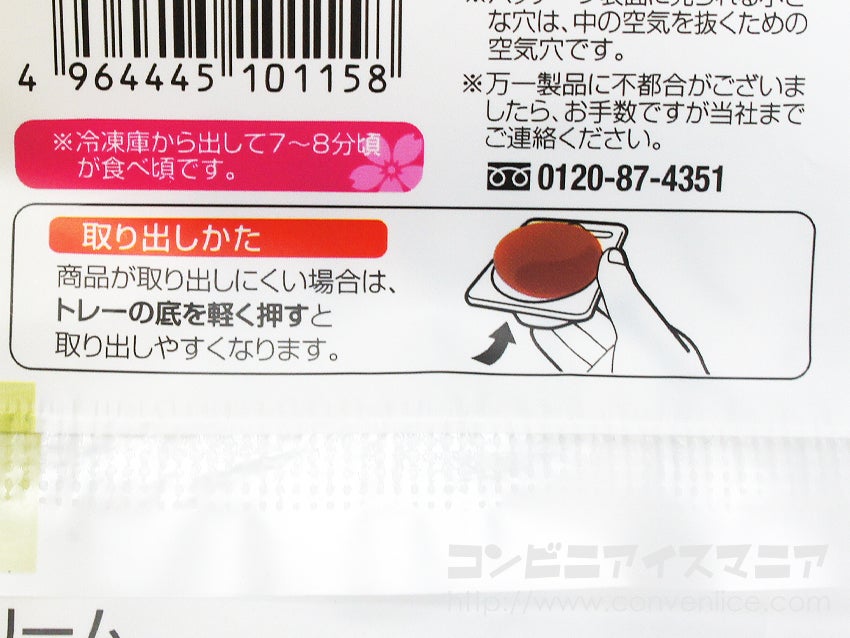 な穴は、中の空気を抜くための
空気穴です。
4 964445 101158
※万一製品に不都合がございま
したら、お手数ですが当社まで
ご連絡ください。
0120-87-4351
※冷凍庫から出して7〜8分頃
が食べ頃です。
取り出しかた
商品が取り出しにくい場合は、
トレーの底を軽く押すと
取り出しやすくなります。
コンビニアイスマニア
http://www.conveniice.com
リーム